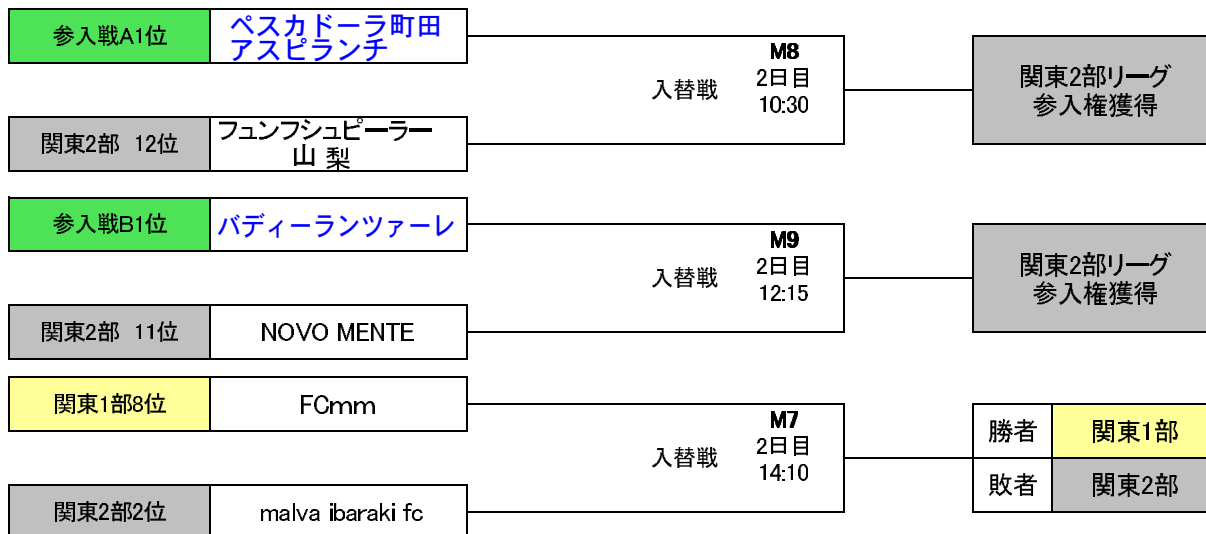 参入戦A1位
ペスカドーラ町田
アスピランチ
M8
入替戦
2日目
10:30
関東2部リーグ
参入権獲得
関東2部 12位
フュンフシュピーラー
山 梨
参入戦B1位
バディーランツァーレ
M9
入替戦
2日目
12:15
関東2部リーグ
参入権獲得
関東2部 11位
NOVO MENTE
関東1部8位
FCmm
M7
入替戦
2日目
14:10
勝者 関東1部
敗者 関東2部
関東2部2位
malva ibaraki fc